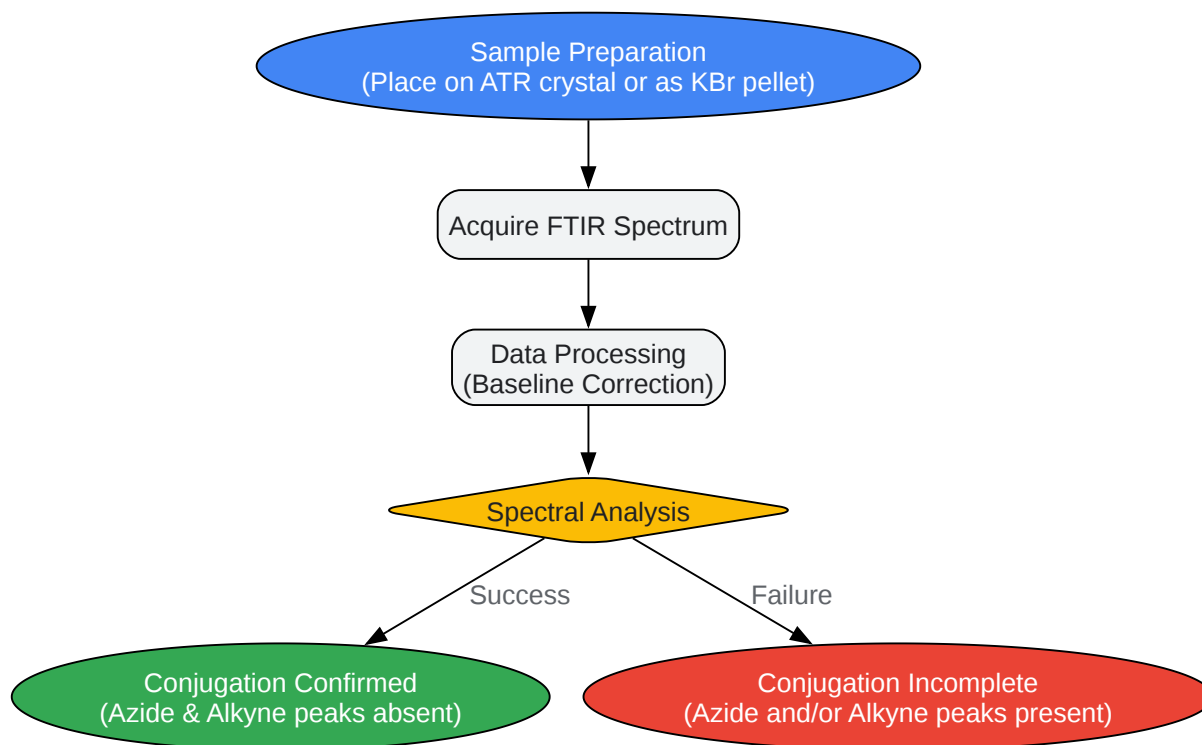 Sample Preparation
(Place on ATR crystal or as KBr pellet)
Acquire FTIR Spectrum
Data Processing
(Baseline Correction)
Spectral Analysis
Success
Failure
Conjugation Confirmed
(Azide & Alkyne peaks absent)
Conjugation Incomplete
(Azide and/or Alkyne peaks present)